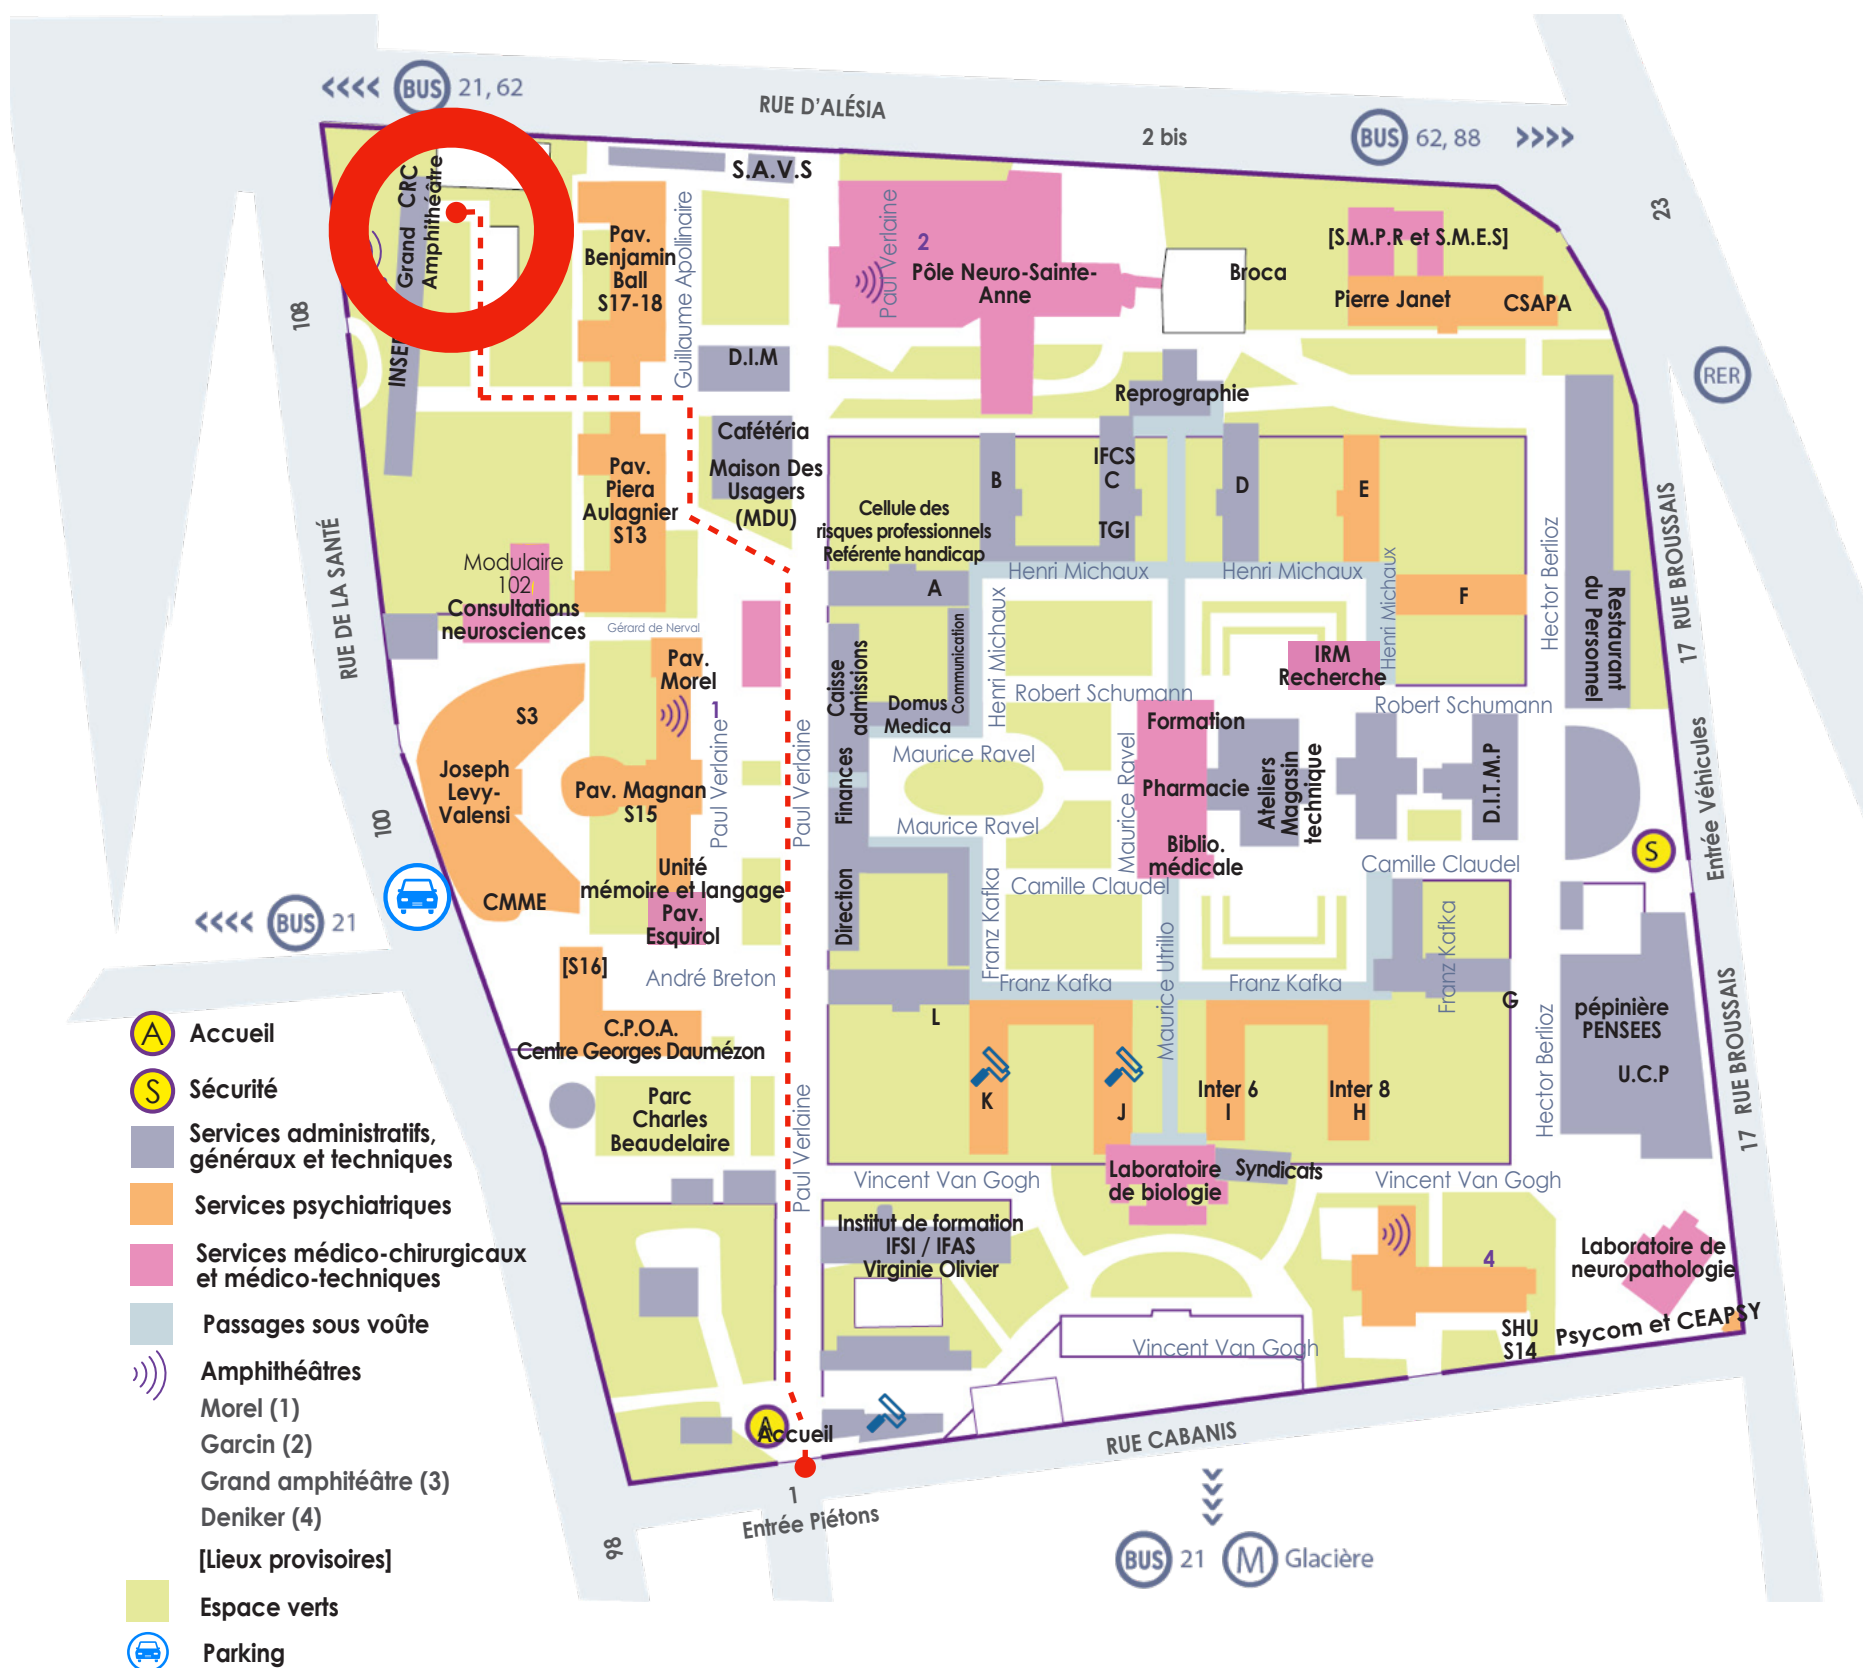 BUS 21, 62
RUE D'ALÉSIA
2 bis
BUS 62, 88
23
S.A.V.S
Grand CRC
Amphithéâtre
108
Pav.
Benjamin
Ball
S17-18
Guillaume Apollinaire
Paul Verlaine
2
Pôle Neuro-Sainte-
Anne
Broca
[S.M.P.R et S.M.E.S]
Pierre Janet
CSAPA
RER
D.I.M
Reprographie
Cafétéria
Maison Des
Usagers
(MDU)
Pav.
Piera
Aulagnier
S13
Cellule des
risques professionnels
Reférente handicap
B
IFCS
C
TGI
D
E
Henri Michaux
Henri Michaux
Henri Michaux
Henri Michaux
Hector Berlioz
17 RUE BROUSSAIS
RUE DE LA SANTÉ
Modulaire
102
Consultations
neurosciences
Gérard de Nerval
A
F
Restaurant
du Personnel
Pav.
Morel
1
Caisse
admissions
Communication
Domus
Medica
IRM
Recherche
Robert Schumann
Robert Schumann
S3
Joseph
Levy-
Valensi
CMME
Pav. Magnan
S15
Paul Verlaine
Paul Verlaine
Finances
Maurice Ravel
Maurice Ravel
Maurice Ravel
Formation
Pharmacie
Biblio.
médicale
Ateliers
Magasin
technique
D.I.T.M.P
Entrée Véhicules
S
100
Unité
mémoire et langage
Pav.
Esquirol
Direction
Camille Claudel
Camille Claudel
Franz Kafka
Franz Kafka
Franz Kafka
Franz Kafka
Maurice Utrillo
BUS 21
[S16]
André Breton
C.P.O.A.
Centre Georges Daumézon
L
G
pépinière
PENSEES
U.C.P
Hector Berlioz
17 RUE BROUSSAIS
K
J
Inter 6
I
Inter 8
H
Parc
Charles
Beaudelaire
Paul Verlaine
Vincent Van Gogh
Laboratoire
de biologie
Syndicats
Vincent Van Gogh
Institut de formation
IFSI / IFAS
Virginie Olivier
4
Laboratoire de
neuropathologie
Vincent Van Gogh
SHU
S14
Psycom et CEAPSY
A
Accueil
RUE CABANIS
1
Entrée Piétons
98
BUS 21 M Glacière
A Accueil
S Sécurité
Services administratifs,
généraux et techniques
Services psychiatriques
Services médico-chirurgicaux
et médico-techniques
Passages sous voûte
Amphithéâtres
Morel (1)
Garcin (2)
Grand amphitéâtre (3)
Deniker (4)
[Lieux provisoires]
Espace verts
Parking